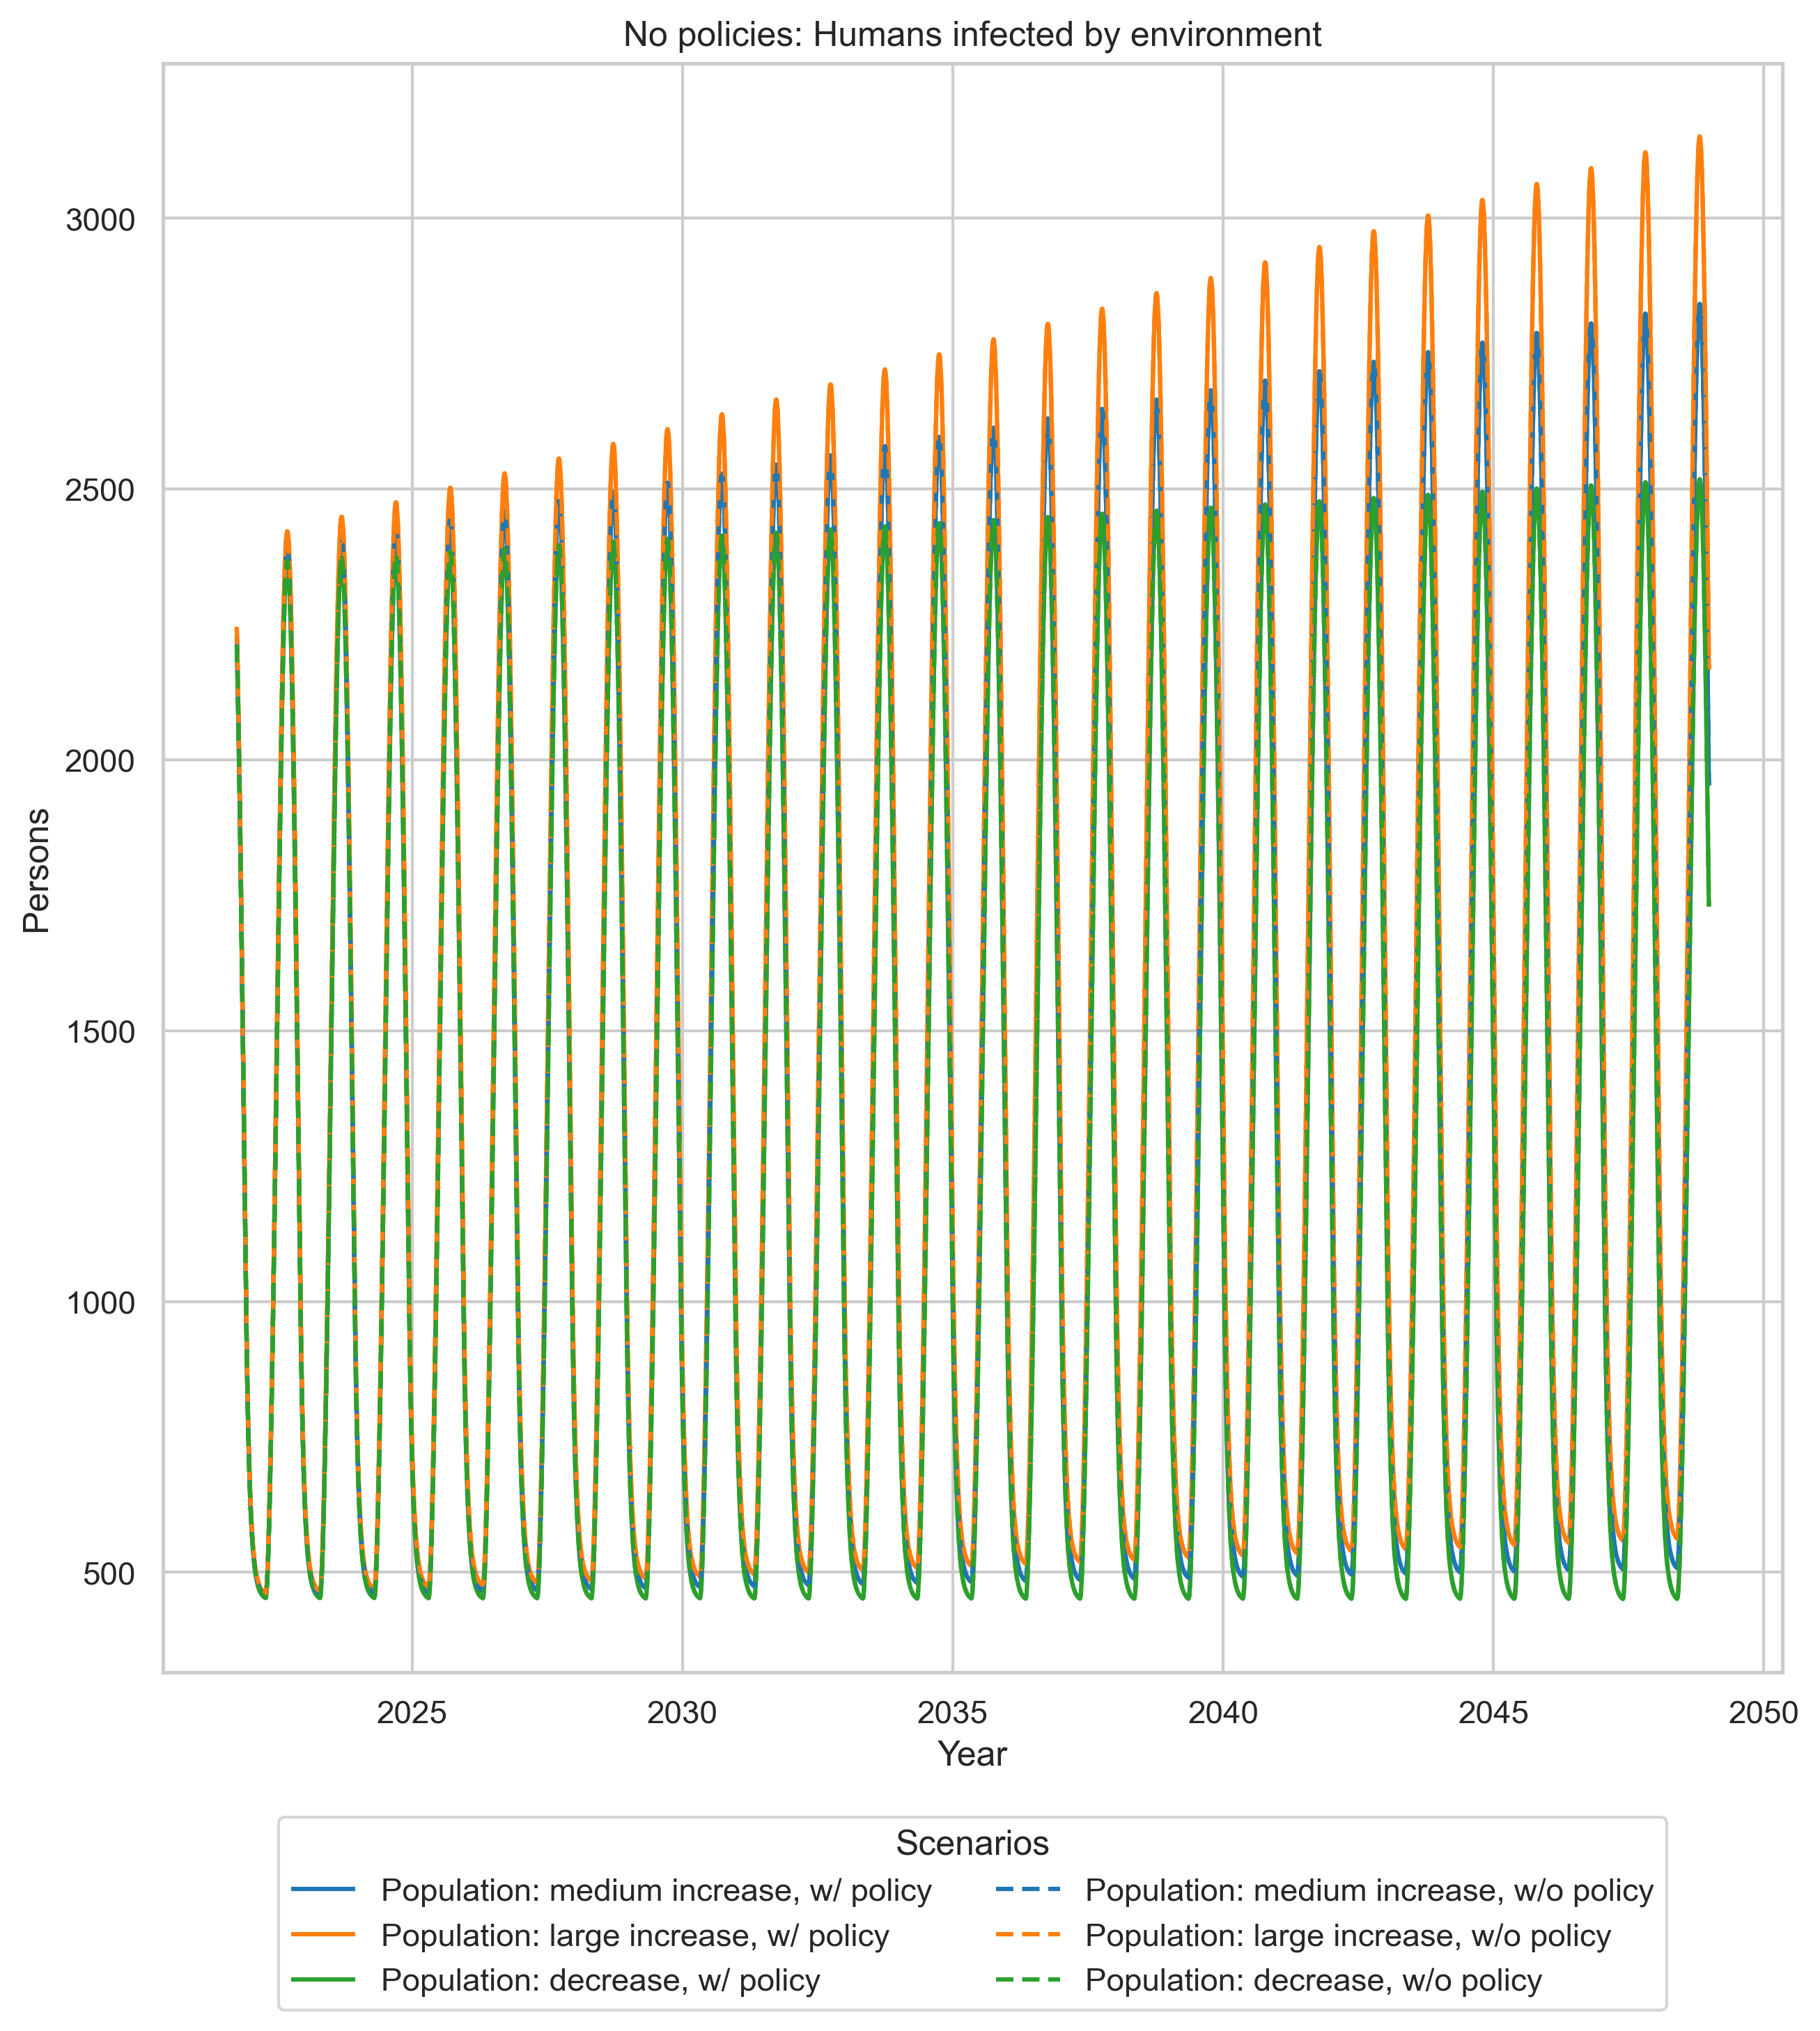 No policies: Humans infected by environment
3000
2500
2000
1500
1000
500
Persons
2025 2030 2035 2040 2045 2050
Year
Scenarios
Population: medium increase, w/ policy Population: medium increase, w/o policy
Population: large increase, w/ policy Population: large increase, w/o policy
Population: decrease, w/ policy Population: decrease, w/o policy